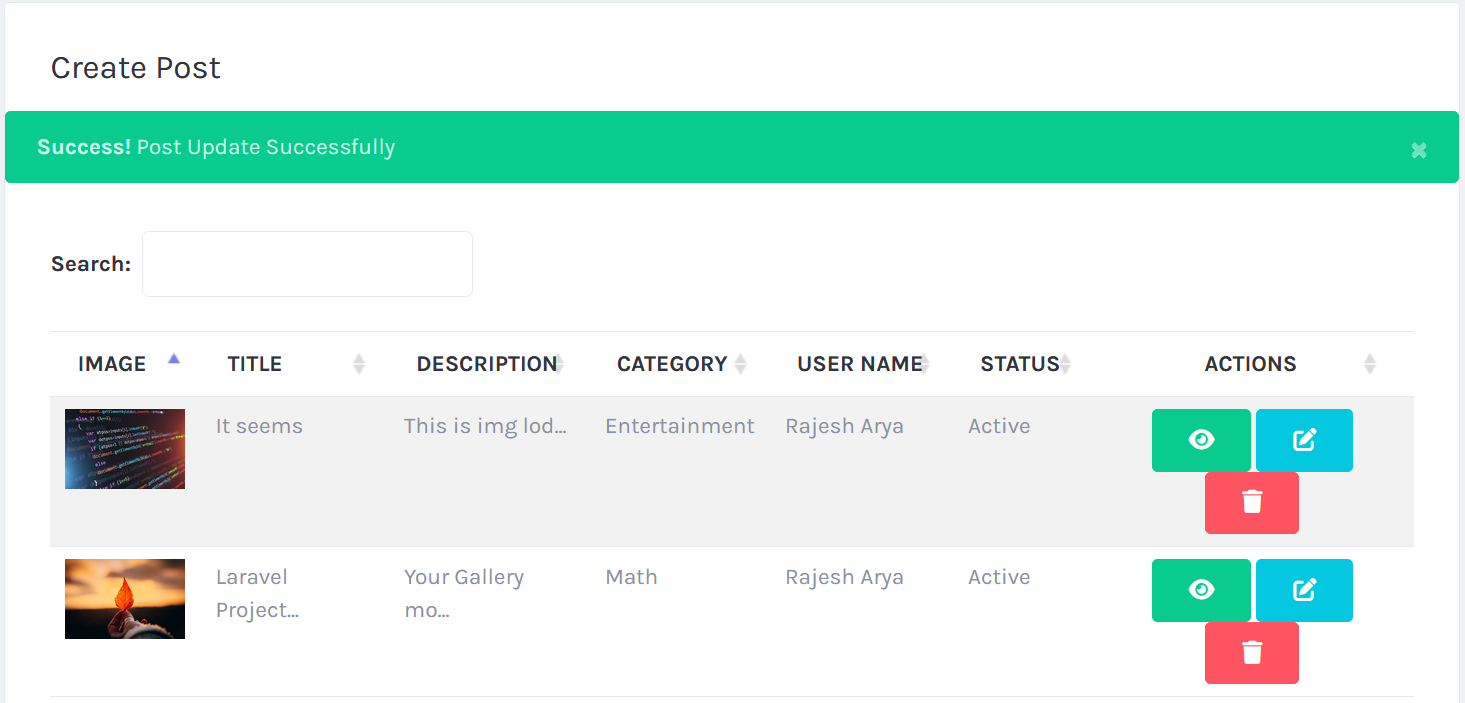 Create Post
Success! Post Update Successfully
Search:
IMAGE TITLE DESCRIPTION CATEGORY USER NAME STATUS ACTIONS
It seems This is img lod... Entertainment Rajesh Arya Active
Laravel Your Gallery Math Rajesh Arya Active
Project... mo...